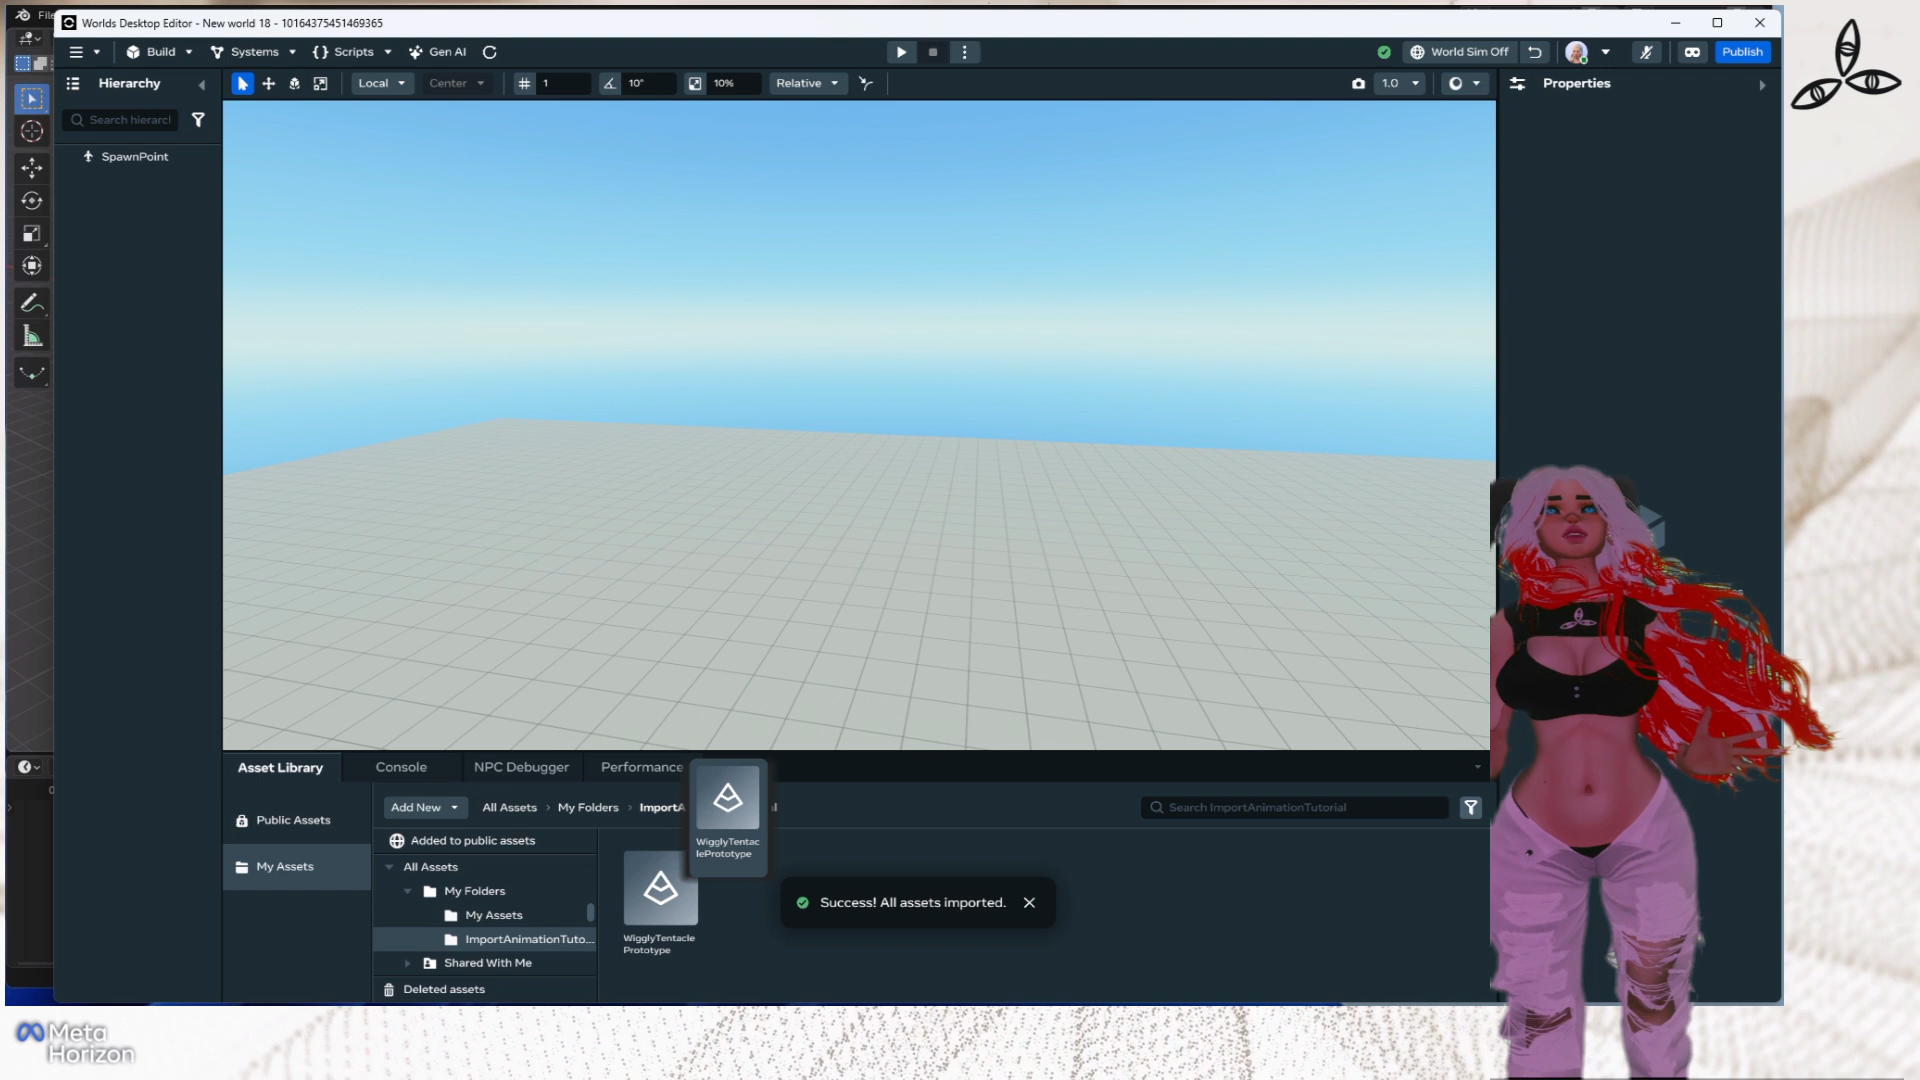 File
Worlds Desktop Editor - New world 18 - 10164375451469365
Build
Systems
Scripts
Gen AI
World Sim Off
Publish
Hierarchy
Local
Center
1
10°
10%
Relative
1.0
Properties
Search hierarcl
SpawnPoint
Asset Library
Console
NPC Debugger
Performance
Public Assets
My Assets
Add New
All Assets › My Folders › ImportA
Search ImportAnimationTutorial
Added to public assets
All Assets
My Folders
My Assets
ImportAnimationTuto...
Shared With Me
Deleted assets
WigglyTentac
lePrototype
WigglyTentacle
Prototype
Success! All assets imported.
Meta
Horizon